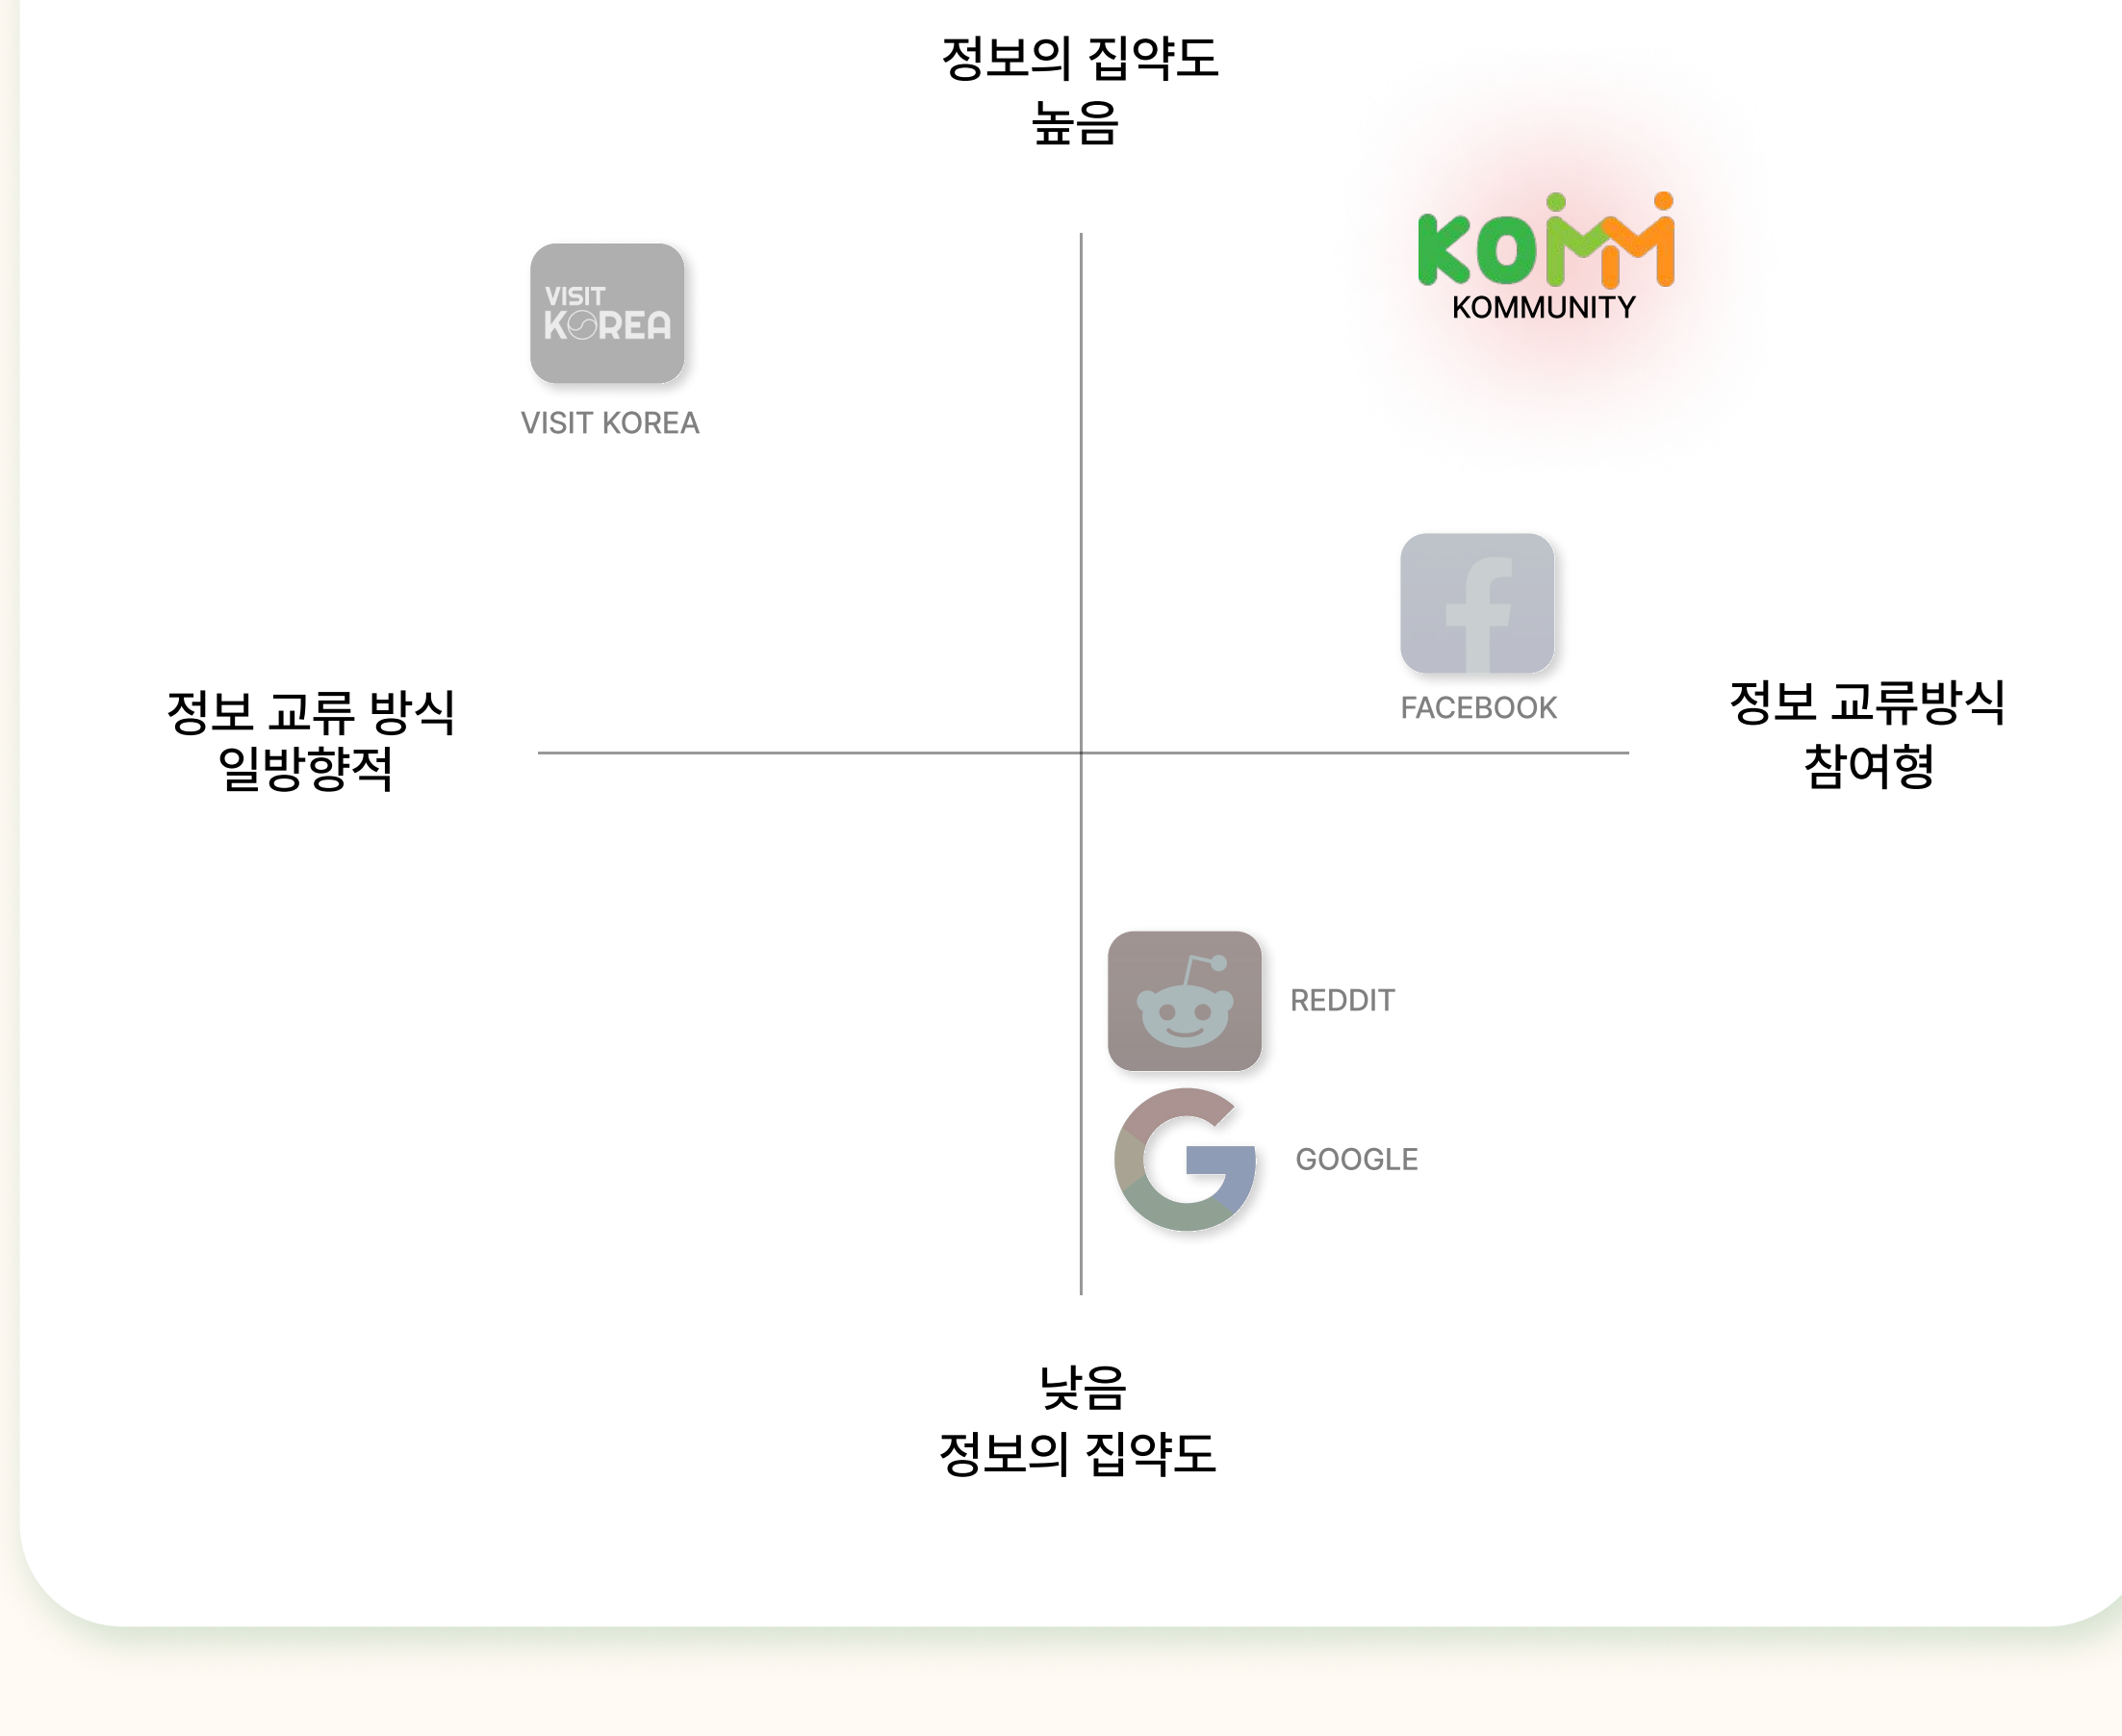 정보의 집약도
높음
KOMM
KOMMUNITY
VISIT
KOREA
VISIT KOREA
FACEBOOK
정보 교류 방식
일방향적
정보 교류방식
참여형
REDDIT
GOOGLE
낮음
정보의 집약도